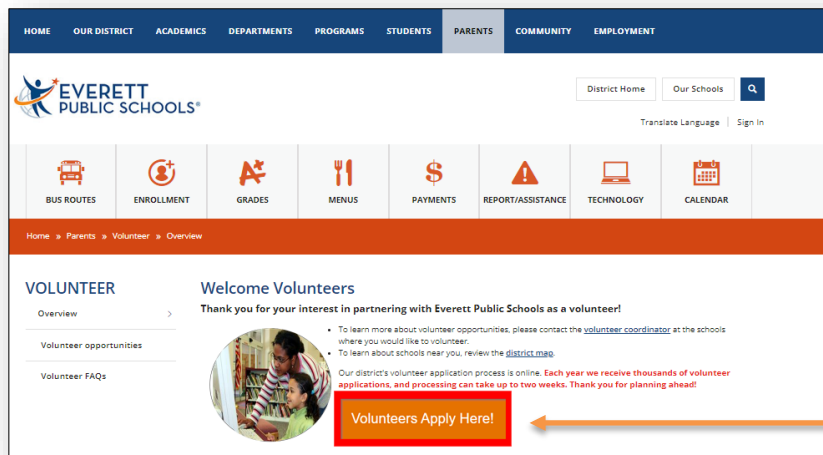 HOME OUR DISTRICT ACADEMICS DEPARTMENTS PROGRAMS STUDENTS PARENTS COMMUNITY EMPLOYMENT
EVERETT
PUBLIC SCHOOLS®
District Home Our Schools
Translate Language | Sign In
BUS ROUTES ENROLLMENT GRADES MENUS PAYMENTS REPORT/ASSISTANCE TECHNOLOGY CALENDAR
Home » Parents » Volunteer » Overview
VOLUNTEER
Overview >
Volunteer opportunities
Volunteer FAQs
Welcome Volunteers
Thank you for your interest in partnering with Everett Public Schools as a volunteer!
• To learn more about volunteer opportunities, please contact the volunteer coordinator at the schools
where you would like to volunteer.
• To learn about schools near you, review the district map.
Our district's volunteer application process is online. Each year we receive thousands of volunteer
applications, and processing can take up to two weeks. Thank you for planning ahead!
Volunteers Apply Here!